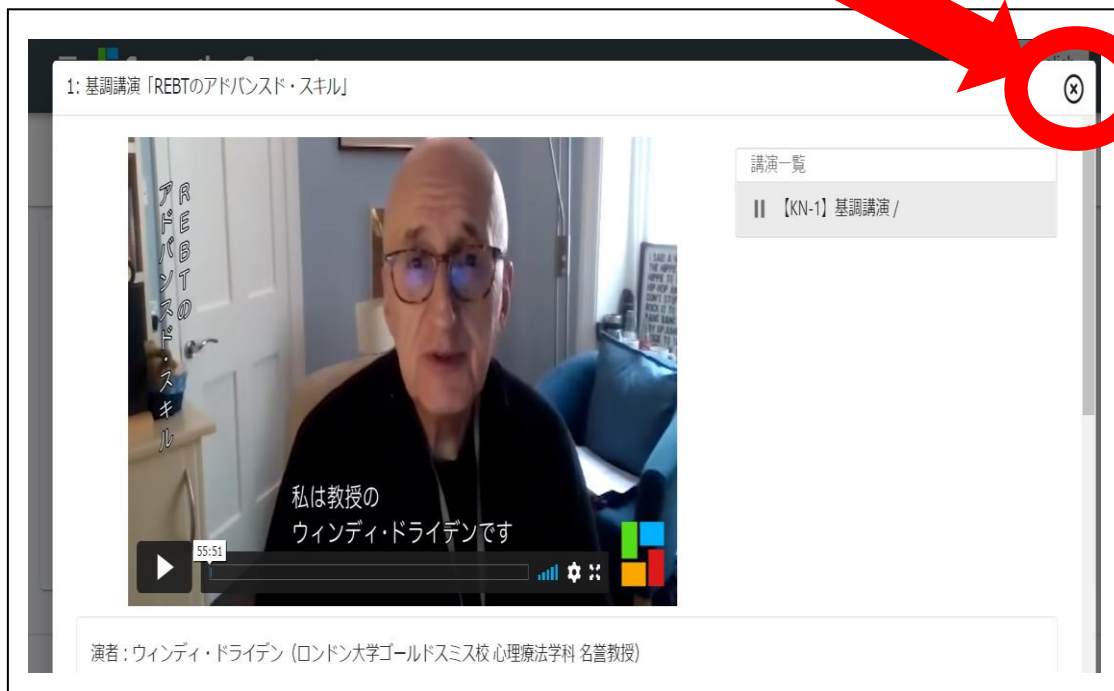 1: 基調講演「REBTのアドバンスド・スキル」
講演一覧
【KN-1】基調講演 /
REBTの
アドバンスド・スキル
私は教授の
ウィンディ・ドライデンです
55:51
演者 : ウィンディ・ドライデン（ロンドン大学ゴールドスミス校 心理療法学科 名誉教授）